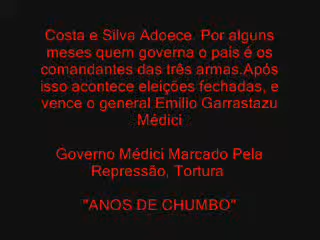 Costa e Silva Adoece. Por alguns
meses quem governa o país é os
comandantes das três armas.Após
isso acontece eleições fechadas, e
vence o general Emilio Garrastazu
Médici
Governo Médici Marcado Pela
Repressão, Tortura
"ANOS DE CHUMBO"